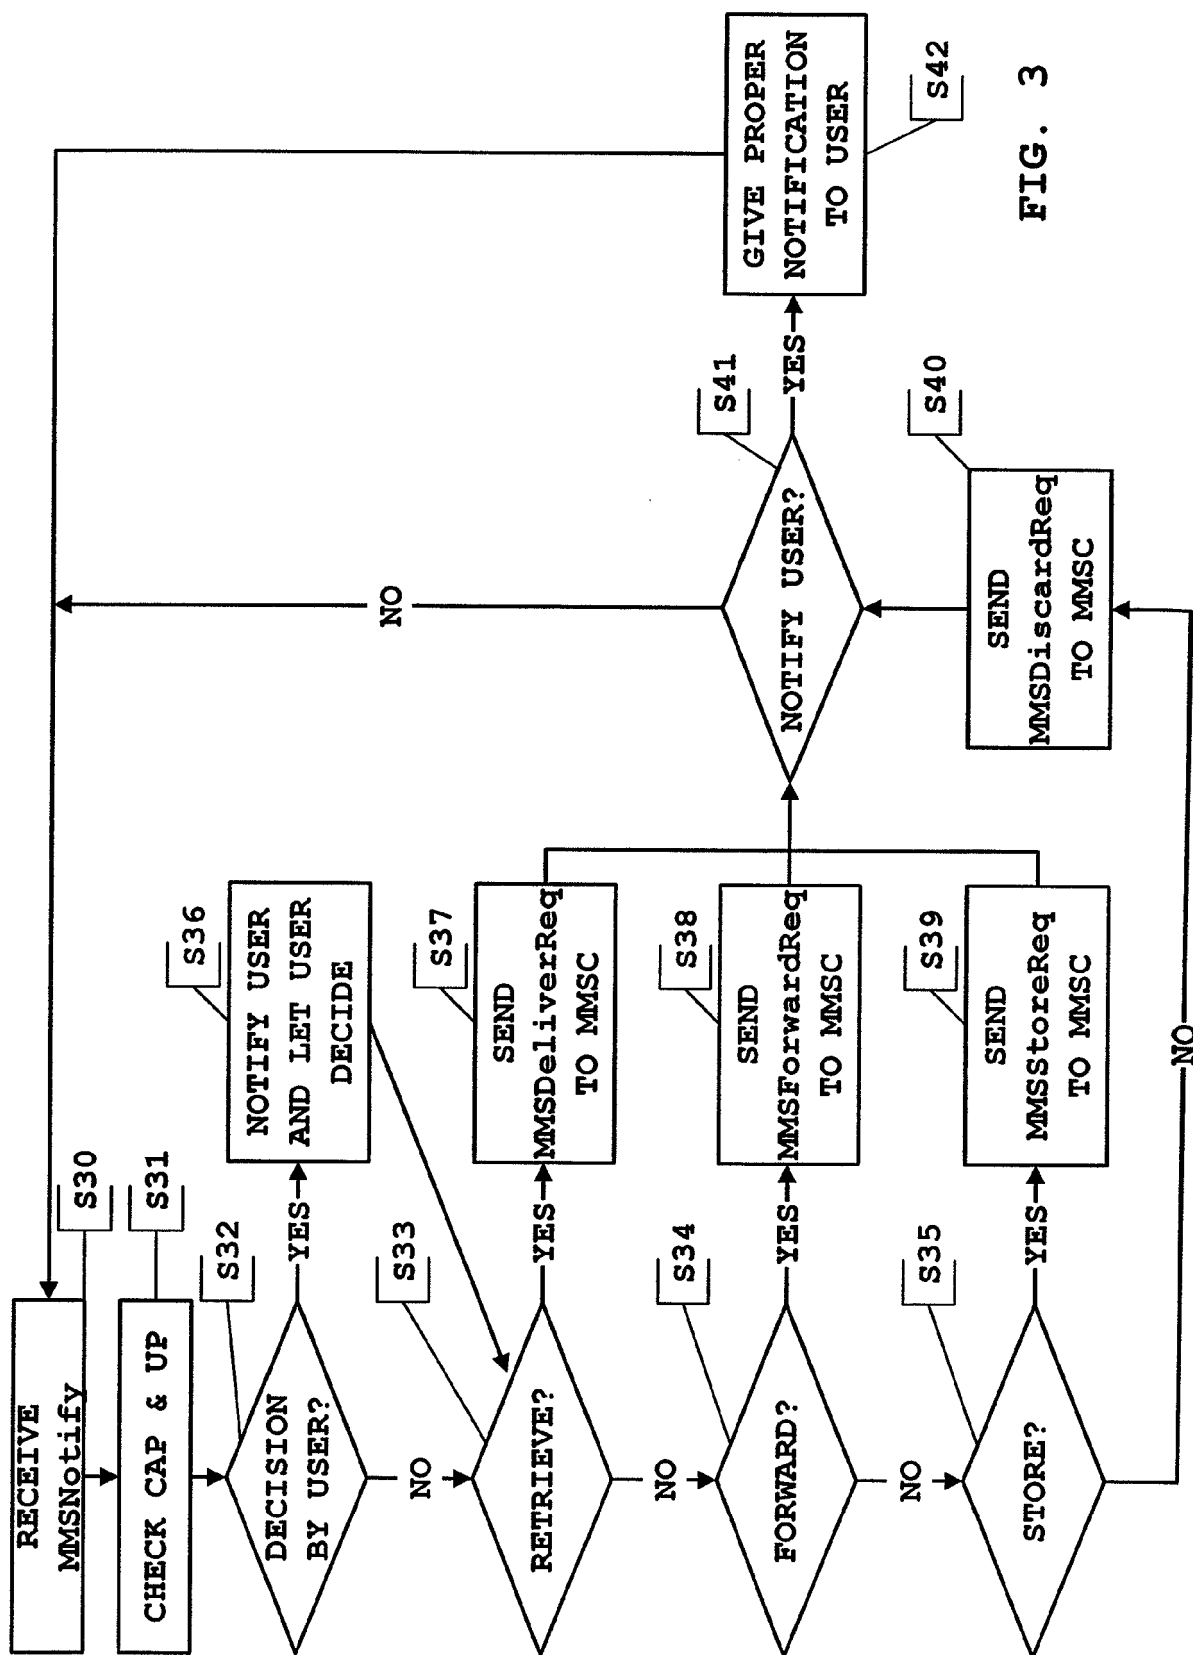 RECEIVE
MMSNotify
S30
CHECK CAP & UP
S31
DECISION
BY USER?
S32
YES
NOTIFY USER
AND LET USER
DECIDE
S36
NO
RETRIEVE?
S33
YES
SEND
MMSDeliverReq
TO MMSC
S37
NO
FORWARD?
S34
YES
SEND
MMSForwardReq
TO MMSC
S38
NO
STORE?
S35
YES
SEND
MMSStoreReq
TO MMSC
S39
NO
SEND
MMSDiscardReq
TO MMSC
S40
NOTIFY USER?
S41
NO
YES
GIVE PROPER
NOTIFICATION
TO USER
S42
FIG. 3